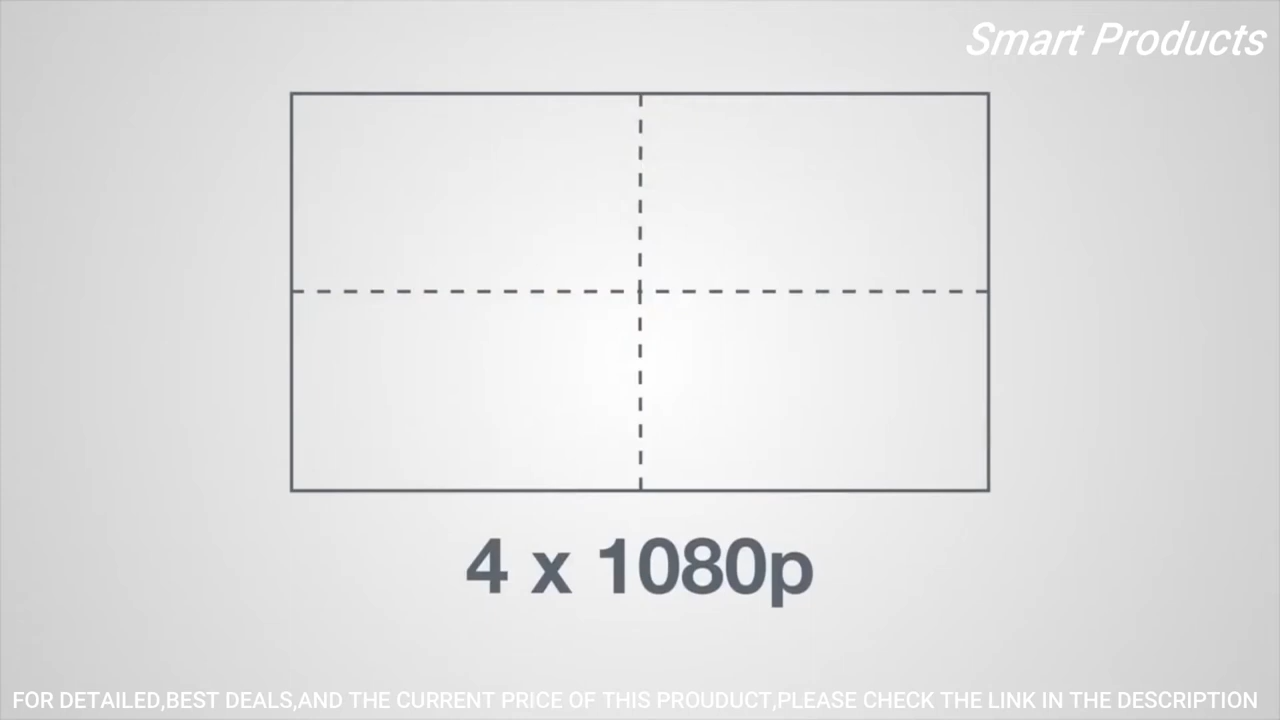 Smart Products
4 x 1080p
FOR DETAILED,BEST DEALS,AND THE CURRENT PRICE OF THIS PROUDUCT,PLEASE CHECK THE LINK IN THE DESCRIPTION